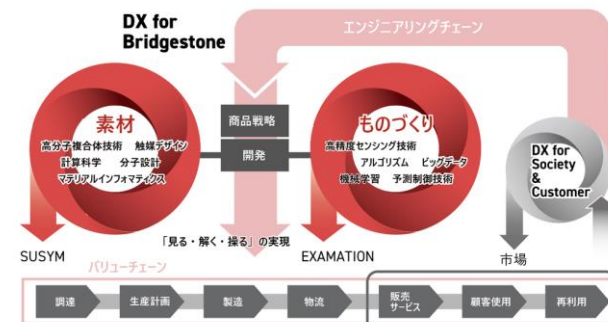 DX for
Bridgestone
エンジニアリングチェーン
素材
高分子複合体技術 触媒デザイン
計算科学 分子設計
マテリアルインフォマティクス
商品戦略
開発
ものづくり
高精度センシング技術
アルゴリズム ビッグデータ
機械学習 予測制御技術
DX for
Society
&
Customer
「見る・解く・操る」の実現
SUSYM
EXAMATION
市場
バリューチェーン
調達
生産計画
製造
物流
販売
サービス
顧客使用
再利用